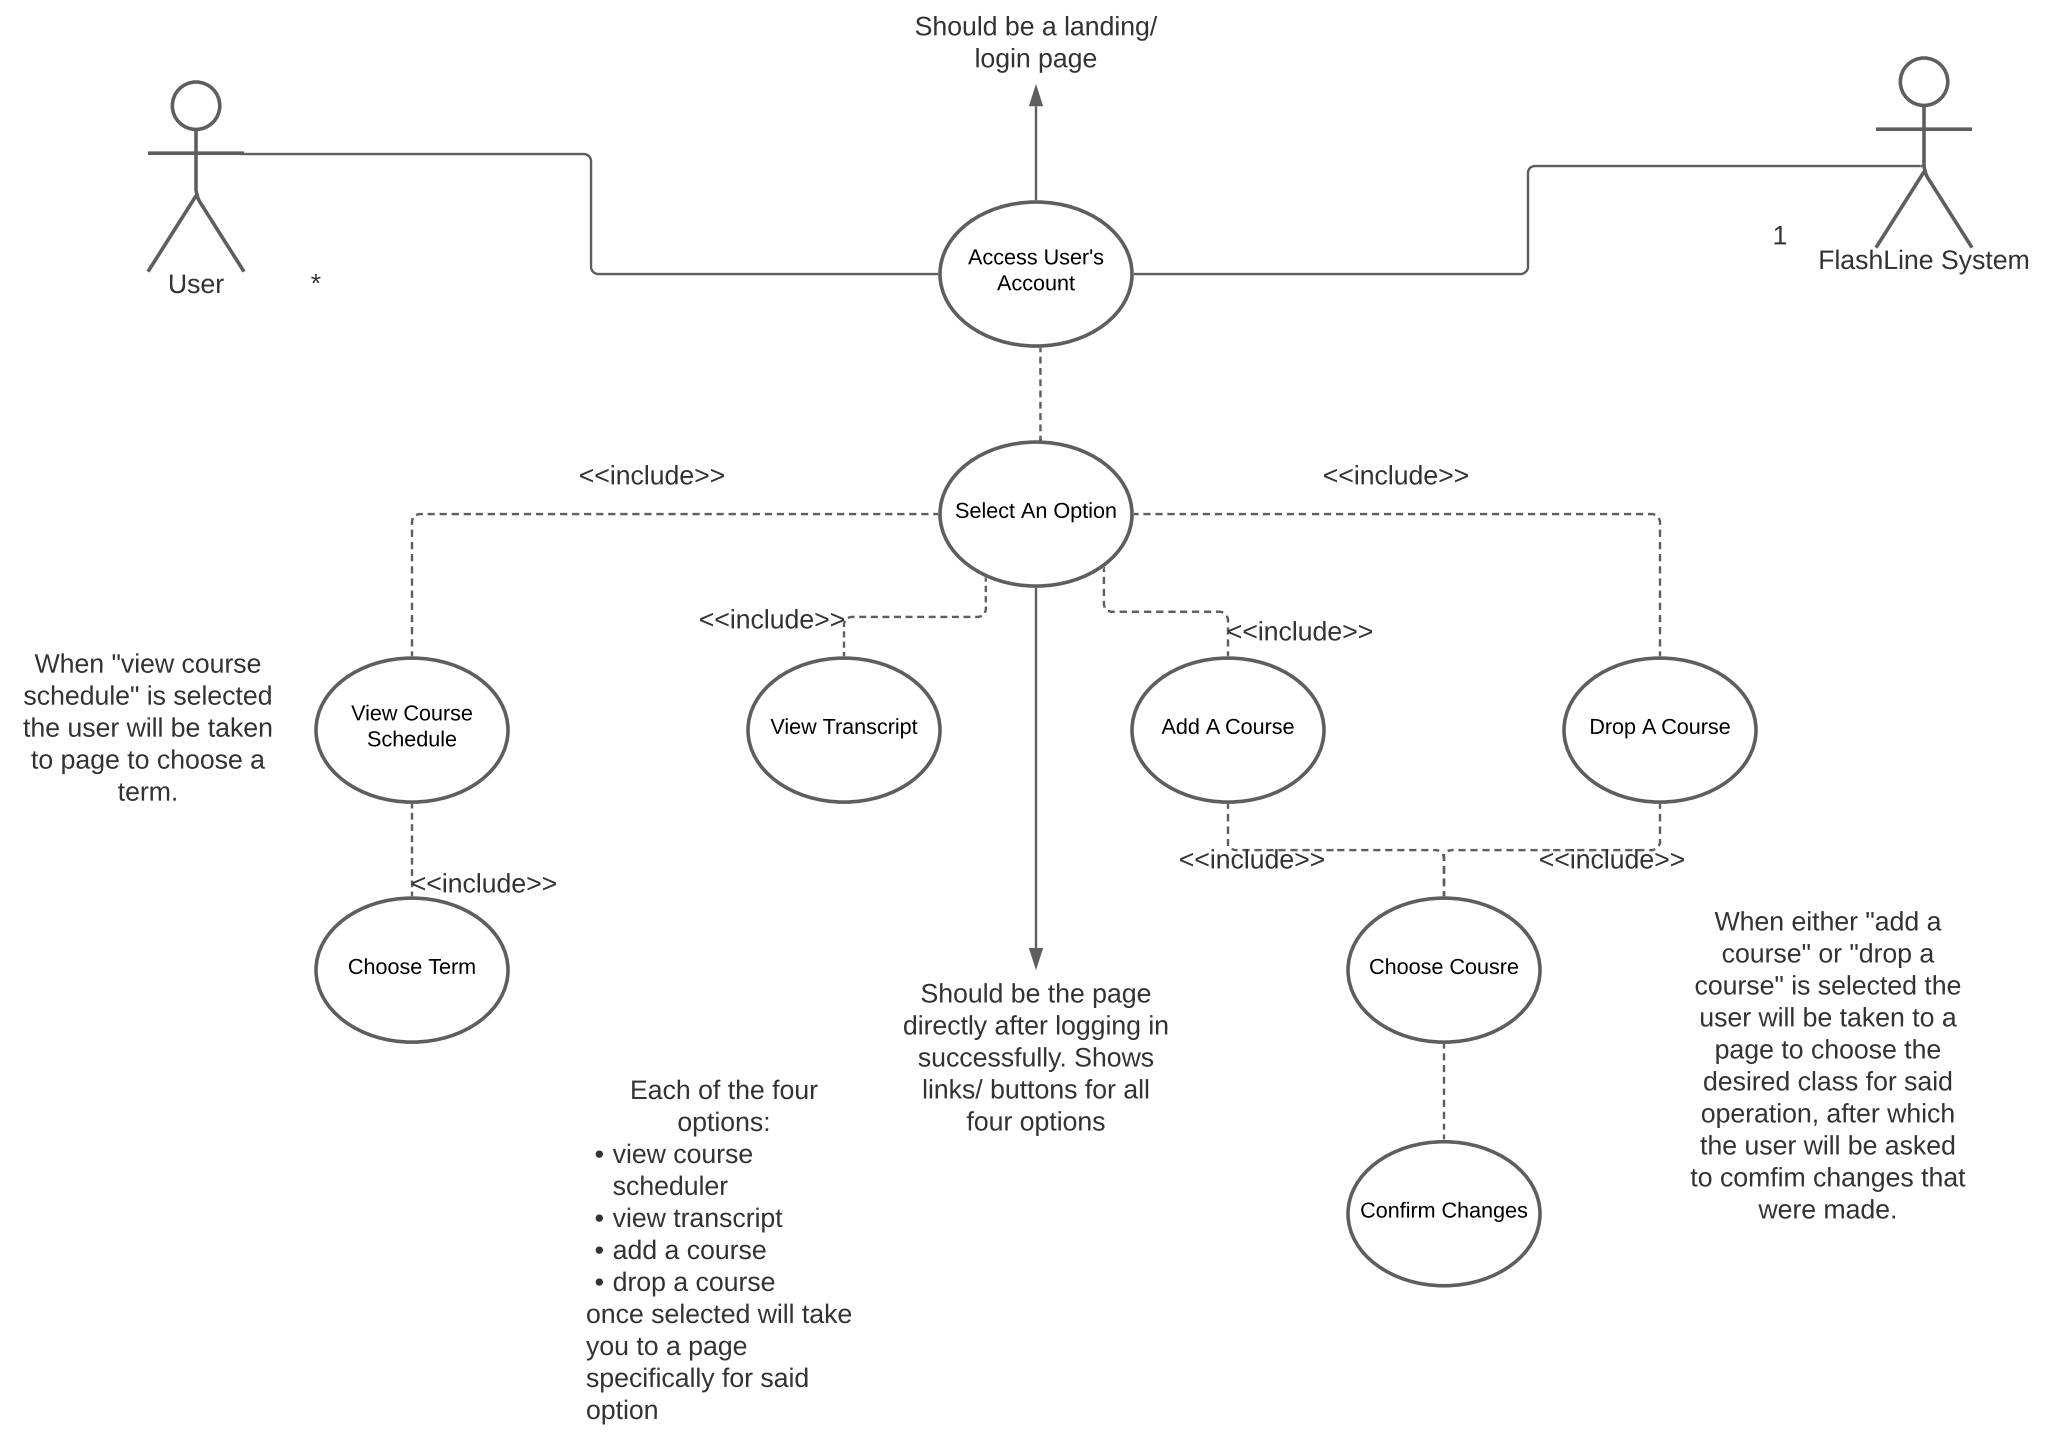 Should be a landing/
login page
User
*
1
FlashLine System
Access User's
Account
<<include>>
<<include>>
Select An Option
<<include>>
<<include>>
When "view course
schedule" is selected
the user will be taken
to page to choose a
term.
View Course
Schedule
View Transcript
Add A Course
Drop A Course
<<include>>
<<include>>
<<include>>
Choose Term
Choose Cousre
When either "add a
course" or "drop a
course" is selected the
user will be taken to a
page to choose the
desired class for said
operation, after which
the user will be asked
to comfim changes that
were made.
Should be the page
directly after logging in
successfully. Shows
links/ buttons for all
four options
Each of the four
options:
• view course
scheduler
• view transcript
• add a course
• drop a course
once selected will take
you to a page
specifically for said
option
Confirm Changes